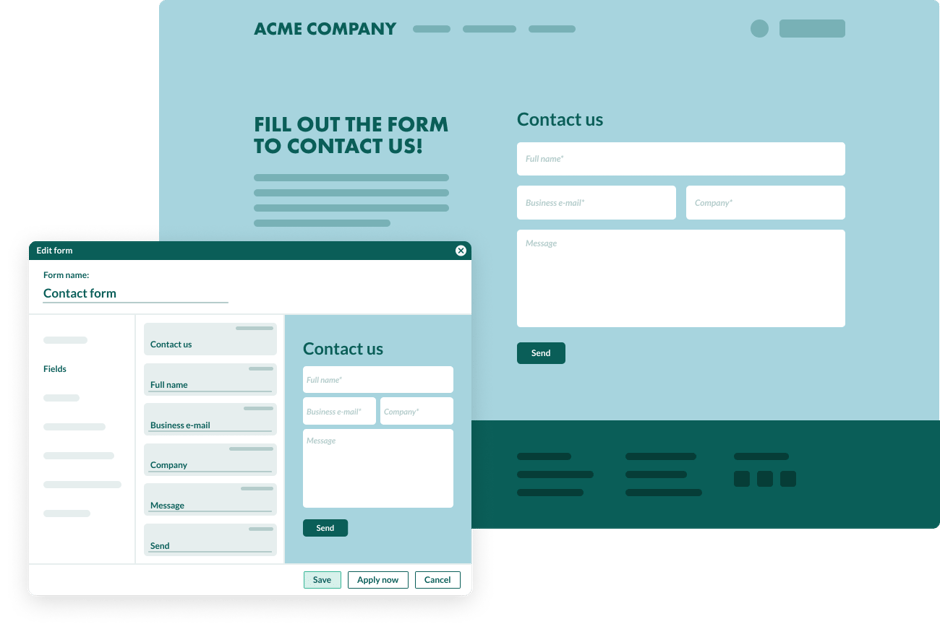 ACME COMPANY
FILL OUT THE FORM
TO CONTACT US!
Contact us
Full name*
Business e-mail*
Company*
Message
Send
Edit form
Form name:
Contact form
Fields
Contact us
Full name
Business e-mail
Company
Message
Send
Contact us
Full name*
Business e-mail*
Company*
Message
Send
Save
Apply now
Cancel